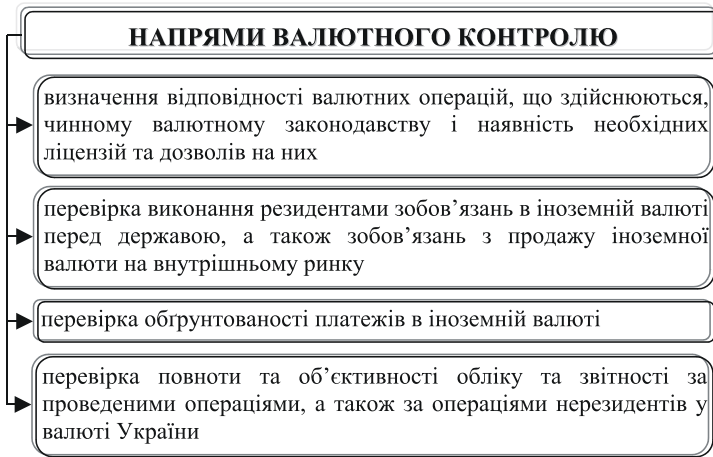 НАПРЯМИ ВАЛЮТНОГО КОНТРОЛЮ
визначення відповідності валютних операцій, що здійснюються,
чинному валютному законодавству і наявність необхідних
ліцензій та дозволів на них
перевірка виконання резидентами зобов’язань в іноземній валюті
перед державою, а також зобов’язань з продажу іноземної
валюти на внутрішньому ринку
перевірка обґрунтованості платежів в іноземній валюті
перевірка повноти та об’єктивності обліку та звітності за
проведеними операціями, а також за операціями нерезидентів у
валюті України